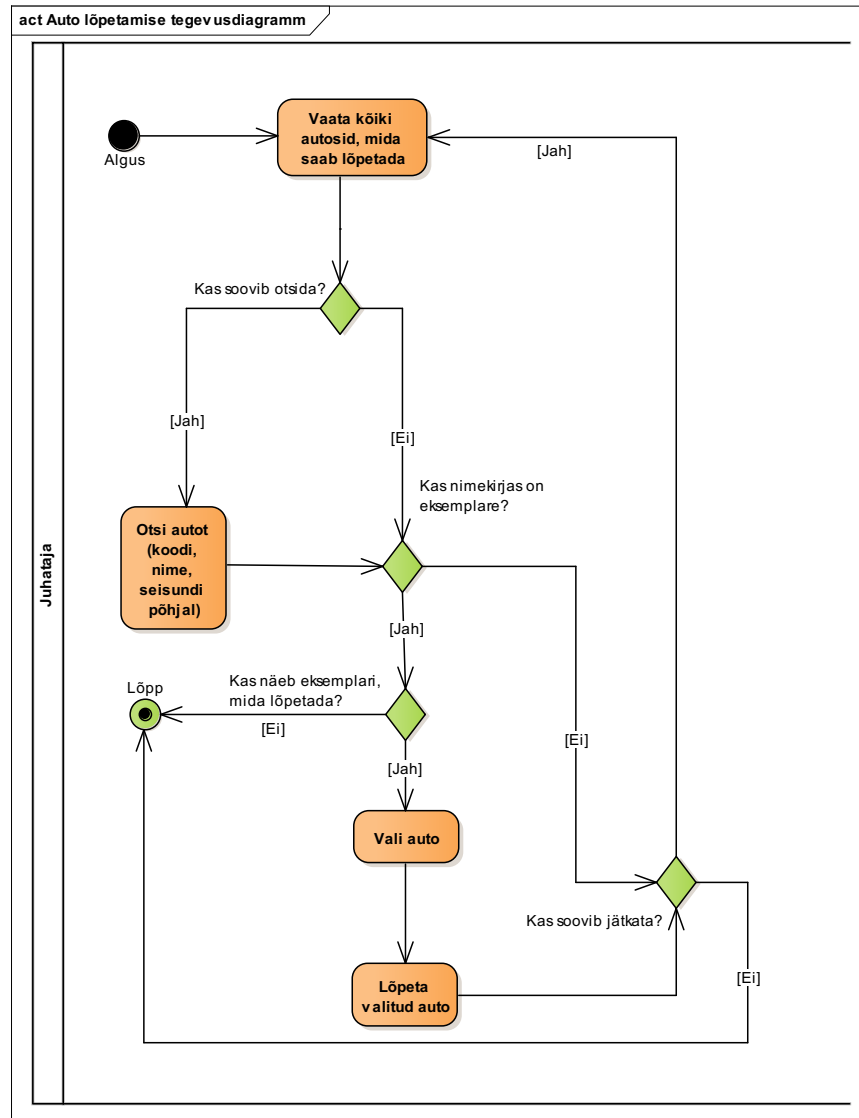 act Auto lõpetamise tegevusdiagramm
Juhataja
Algus
Vaata kõiki
autosid, mida
saab lõpetada
[Jah]
Kas soovib otsida?
[Jah]
[Ei]
Kas nimekirjas on
eksemplare?
Otsi autot
(koodi,
nime,
seisundi
põhjal)
[Jah]
Kas näeb eksemplari,
mida lõpetada?
Lõpp
[Ei]
[Ei]
[Jah]
Vali auto
Kas soovib jätkata?
[Ei]
Lõpeta
valitud auto